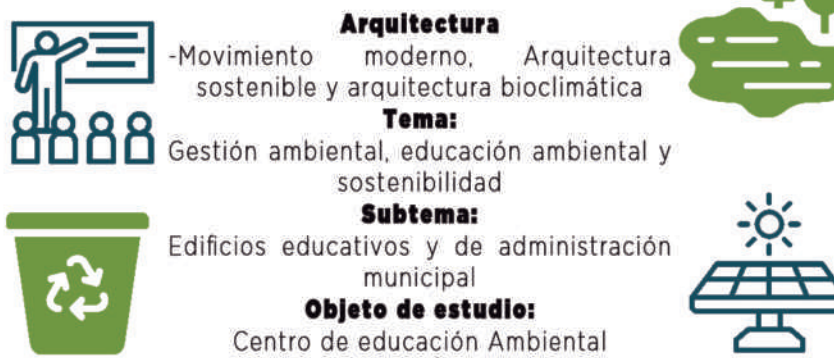 Arquitectura
-Movimiento moderno, Arquitectura
sostenible y arquitectura bioclimática
Tema:
Gestión ambiental, educación ambiental y
sostenibilidad
Subtema:
Edificios educativos y de administración
municipal
Objeto de estudio:
Centro de educación Ambiental